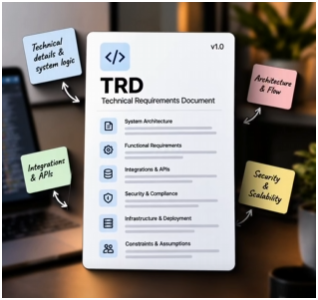 Technical
details &
system logic
</>
v1.0
TRD
Technical Requirements Document
Architecture
& Flow
System Architecture
Functional Requirements
Integrations & APIs
Integrations
& APIs
Security & Compliance
Security
&
Scalability
Infrastructure & Deployment
Constraints & Assumptions